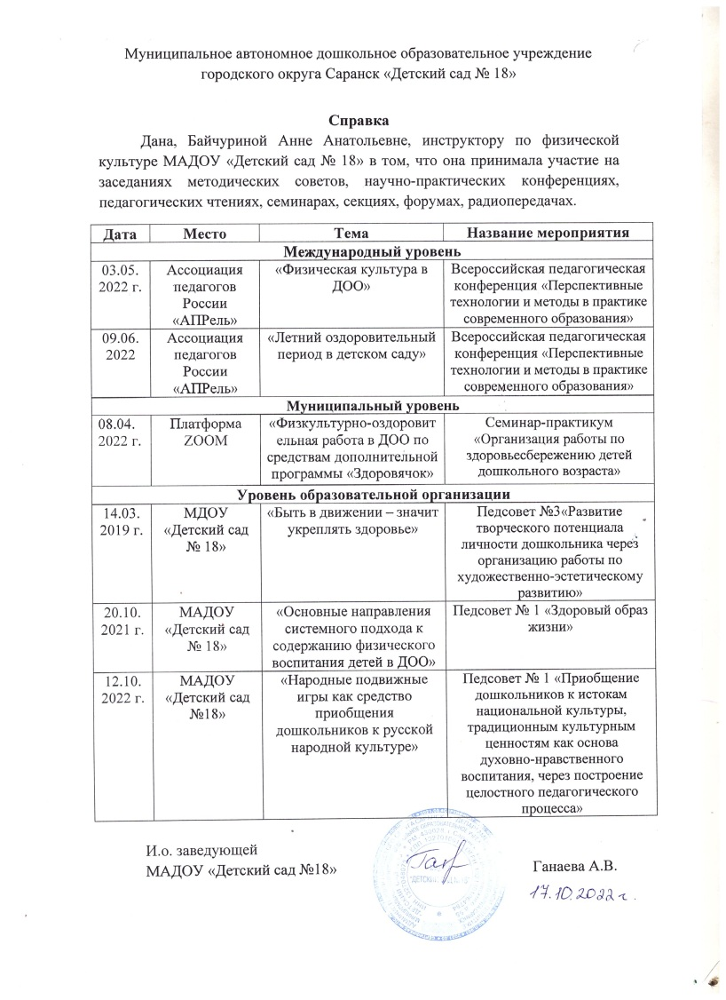 Муниципальное автономное дошкольное образовательное учреждение
городского округа Саранск «Детский сад № 18»
Справка
Дана, Байчуриной Анне Анатольевне, инструктору по физической
культуре МАДОУ «Детский сад № 18» в том, что она принимала участие на
заседаниях методических советов, научно-практических конференциях,
педагогических чтениях, семинарах, секциях, форумах, радиопередачах.
Дата Место Тема Название мероприятия
Международный уровень
03.05. Ассоциация «Физическая культура в Всероссийская педагогическая
2022 г. педагогов ДОО» конференция «Перспективные
России технологии и методы в практике
«АПРель» современного образования»
09.06. Ассоциация «Летний оздоровительный Всероссийская педагогическая
2022 педагогов период в детском саду» конференция «Перспективные
России технологии и методы в практике
«АПРель» современного образования»
Муниципальный уровень
08.04. Платформа «Физкультурно-оздоровит Семинар-практикум
2022 г. ZOOM ельная работа в ДОО по «Организация работы по
средствам дополнительной здоровьесбережению детей
программы «Здоровячок» дошкольного возраста»
Уровень образовательной организации
14.03. МДОУ «Быть в движении – значит Педсовет №3«Развитие
2019 г. «Детский сад укреплять здоровье» творческого потенциала
№ 18» личности дошкольника через
организацию работы по
художественно-эстетическому
развитию»
20.10. МАДОУ «Основные направления Педсовет № 1 «Здоровый образ
2021 г. «Детский сад системного подхода к жизни»
№ 18» содержанию физического
воспитания детей в ДОО»
12.10. МАДОУ «Народные подвижные Педсовет № 1 «Приобщение
2022 г. «Детский сад игры как средство дошкольников к истокам
№18» приобщения национальной культуры,
дошкольников к русской традиционным культурным
народной культуре» ценностям как основа
духовно-нравственного
воспитания, через построение
целостного педагогического
процесса»
И.о. заведующей
МАДОУ «Детский сад №18» Ганаева А.В.
17.10.2022 г.